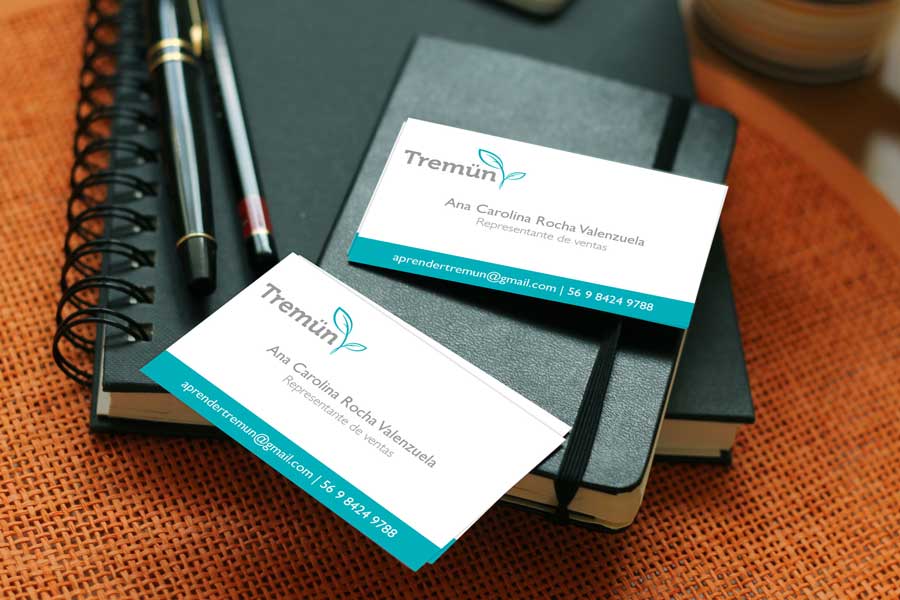 Tremün
Ana Carolina Rocha Valenzuela
Representante de ventas
aprendertremun@gmail.com | 56 9 8424 9788
Tremün
Ana Carolina Rocha Valenzuela
Representante de ventas
aprendertremun@gmail.com | 56 9 8424 9788